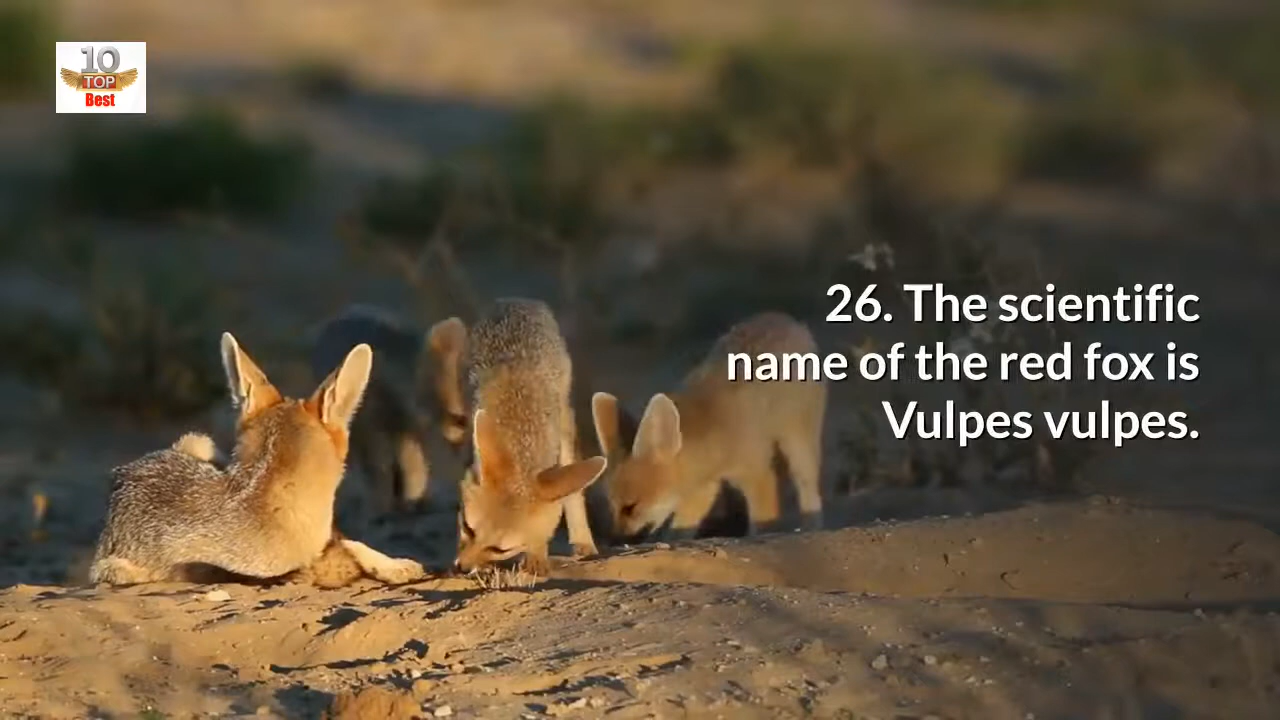 10
TOP
Best
26. The scientific
name of the red fox is
Vulpes vulpes.